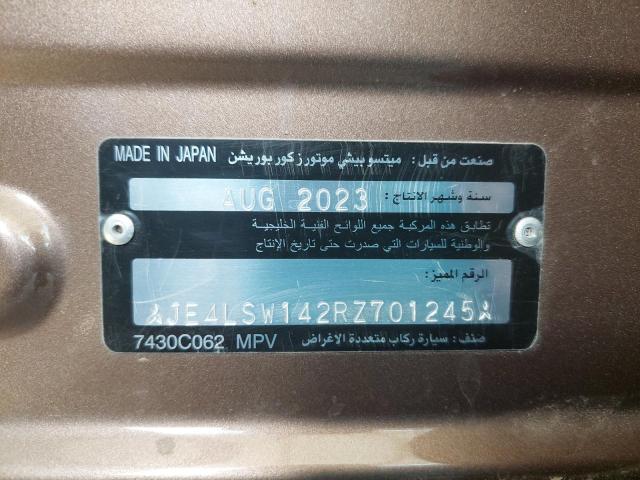 MADE IN JAPAN صنعت من قبل : ميتسوبيشي موتورز كوربوريشن
سنة وشهر الانتاج : AUG 2023
تطابق هذه المركبة جميع اللوائح الفنية الخليجية
والوطنية للسيارات التي صدرت حتى تاريخ الإنتاج
الرقم المميز:
JE4LSW142RZ701245
7430C062 MPV صنف : سيارة ركاب متعددة الاغراض